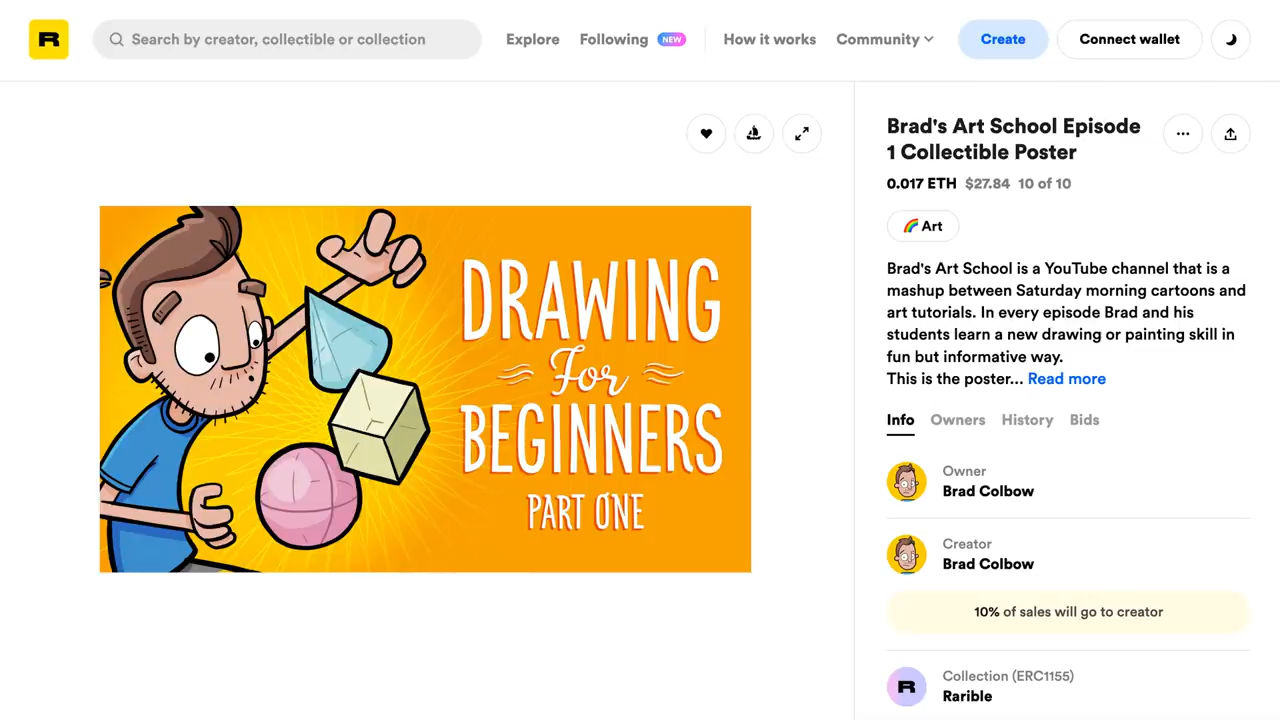 R
Search by creator, collectible or collection
Explore
Following NEW
How it works
Community
Create
Connect wallet
DRAWING
For
BEGINNERS
PART ONE
Brad's Art School Episode
1 Collectible Poster
0.017 ETH $27.84 10 of 10
Art
Brad's Art School is a YouTube channel that is a
mashup between Saturday morning cartoons and
art tutorials. In every episode Brad and his
students learn a new drawing or painting skill in
fun but informative way.
This is the poster... Read more
Info Owners History Bids
Owner
Brad Colbow
Creator
Brad Colbow
10% of sales will go to creator
R
Collection (ERC1155)
Rarible